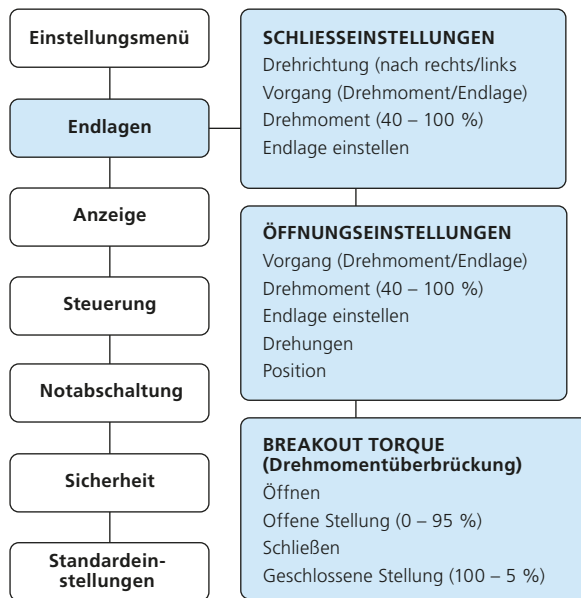 Einstellungsmenü
Endlagen
Anzeige
Steuerung
Notabschaltung
Sicherheit
Standardein-
stellungen
SCHLIESSEINSTELLUNGEN
Drehrichtung (nach rechts/links
Vorgang (Drehmoment/Endlage)
Drehmoment (40 – 100 %)
Endlage einstellen
ÖFFNUNGSEINSTELLUNGEN
Vorgang (Drehmoment/Endlage)
Drehmoment (40 – 100 %)
Endlage einstellen
Drehungen
Position
BREAKOUT TORQUE
(Drehmomentüberbrückung)
Öffnen
Offene Stellung (0 – 95 %)
Schließen
Geschlossene Stellung (100 – 5 %)